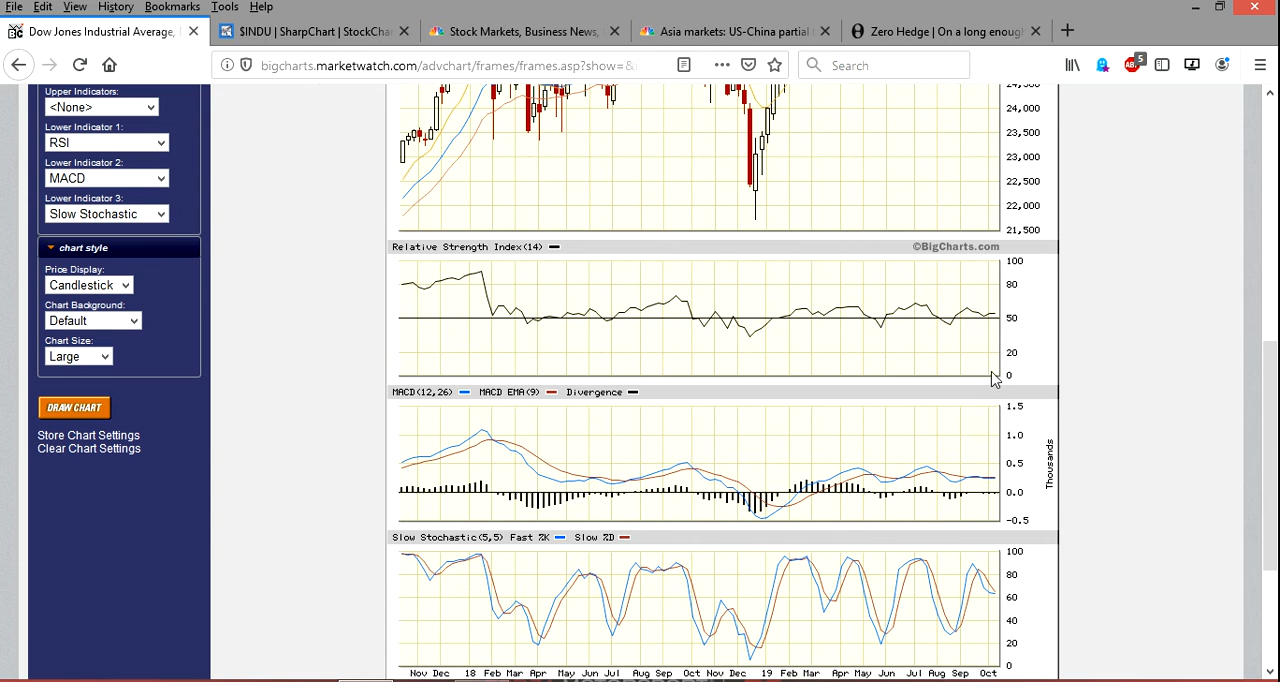 File Edit View History Bookmarks Tools Help
Dow Jones Industrial Average,
$INDU | SharpChart | StockCha
Stock Markets, Business News,
Asia markets: US-China partial
Zero Hedge | On a long enough
bigcharts.marketwatch.com/advchart/frames/frames.asp?show=&
Search
5
Upper Indicators:
<None>
Lower Indicator 1:
RSI
Lower Indicator 2:
MACD
Lower Indicator 3:
Slow Stochastic
chart style
Price Display:
Candlestick
Chart Background:
Default
Chart Size:
Large
DRAW CHART
Store Chart Settings
Clear Chart Settings
24,500
24,000
23,500
23,000
22,500
22,000
21,500
Relative Strength Index(14)
©BigCharts.com
100
80
50
20
0
MACD(12,26) MACD EMA(9) Divergence
1.5
1.0
0.5
0.0
-0.5
Thousands
Slow Stochastic(5,5) Fast %K Slow %D
100
80
60
40
20
0
Nov Dec 18 Feb Mar Apr May Jun Jul Aug Sep Oct Nov Dec 19 Feb Mar Apr May Jun Jul Aug Sep Oct